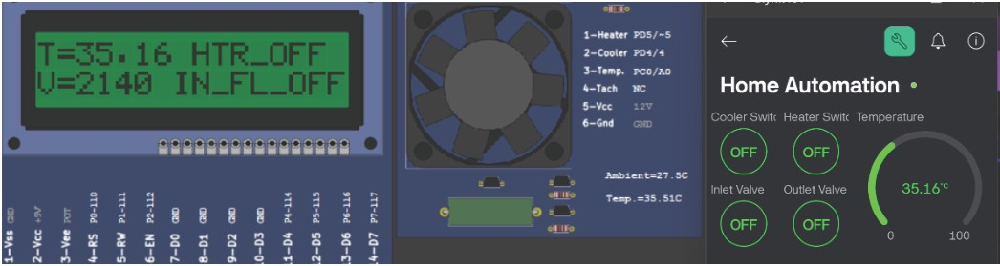 T=35.16 HTR_OFF
V=2140 IN_FL_OFF
1-Vss GND
2-Vcc +5V
3-Vee POT
4-RS P0-110
5-RW P1-111
6-EN P2-112
7-D0 GND
8-D1 GND
9-D2 GND
0-D3 GND
1-D4 P4-114
2-D5 P5-115
3-D6 P6-116
4-D7 P7-117
1-Heater PD5/~5
2-Cooler PD4/4
3-Temp. PC0/A0
4-Tach NC
5-Vcc 12V
6-Gnd GND
Ambient=27.5C
Temp.=35.51C
Home Automation
Cooler Switc Heater Switc Temperature
OFF OFF
35.16°C
Inlet Valve Outlet Valve
OFF OFF
0 100